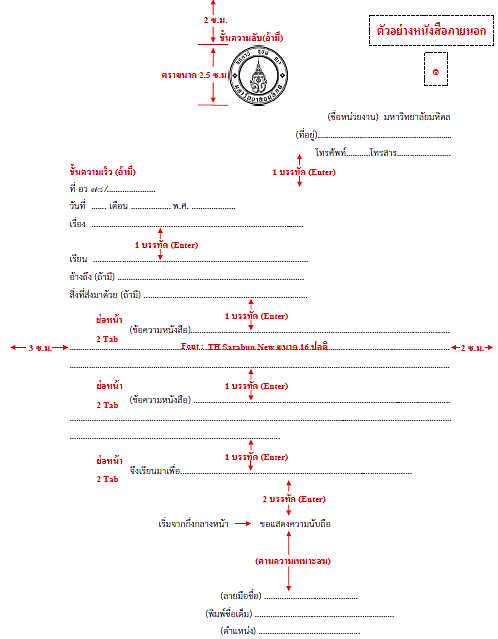 2 ซ.ม.
ตัวอย่างหนังสือภายนอก
ชั้นความลับ(ถ้ามี)
ตราขนาด 2.5 ซ.ม.
๑
(ชื่อหน่วยงาน) มหาวิทยาลัยมหิดล
(ที่อยู่)......................................................
โทรศัพท์..........โทรสาร......................
ชั้นความเร็ว (ถ้ามี)
1 บรรทัด (Enter)
ที่ อว ๗๘/....................
วันที่ ....... เดือน .................. พ.ศ. ...................
เรื่อง ......................................................................................
1 บรรทัด (Enter)
เรียน ........................................................................................
อ้างถึง (ถ้ามี) ............................................................................
สิ่งที่ส่งมาด้วย (ถ้ามี) ....................................................................
1 บรรทัด (Enter)
ย่อหน้า
2 Tab
(ข้อความหนังสือ)..........................................................................................................
3 ซ.ม.
Font : TH Sarabun New ขนาด 16 ปอติ
2 ซ.ม.
................................................................................................................................................
1 บรรทัด (Enter)
ย่อหน้า
2 Tab
(ข้อความหนังสือ) .........................................................................................................
................................................................................................................................................
....................................................................................
1 บรรทัด (Enter)
ย่อหน้า
2 Tab
จึงเรียนมาเพื่อ..............................................................................................
2 บรรทัด (Enter)
เริ่มจากกึ่งกลางหน้า
ขอแสดงความนับถือ
(ตามความเหมาะสม)
(ลายมือชื่อ) ......................................
(พิมพ์ชื่อเต็ม) .........................................................
(ตำแหน่ง) .........................................